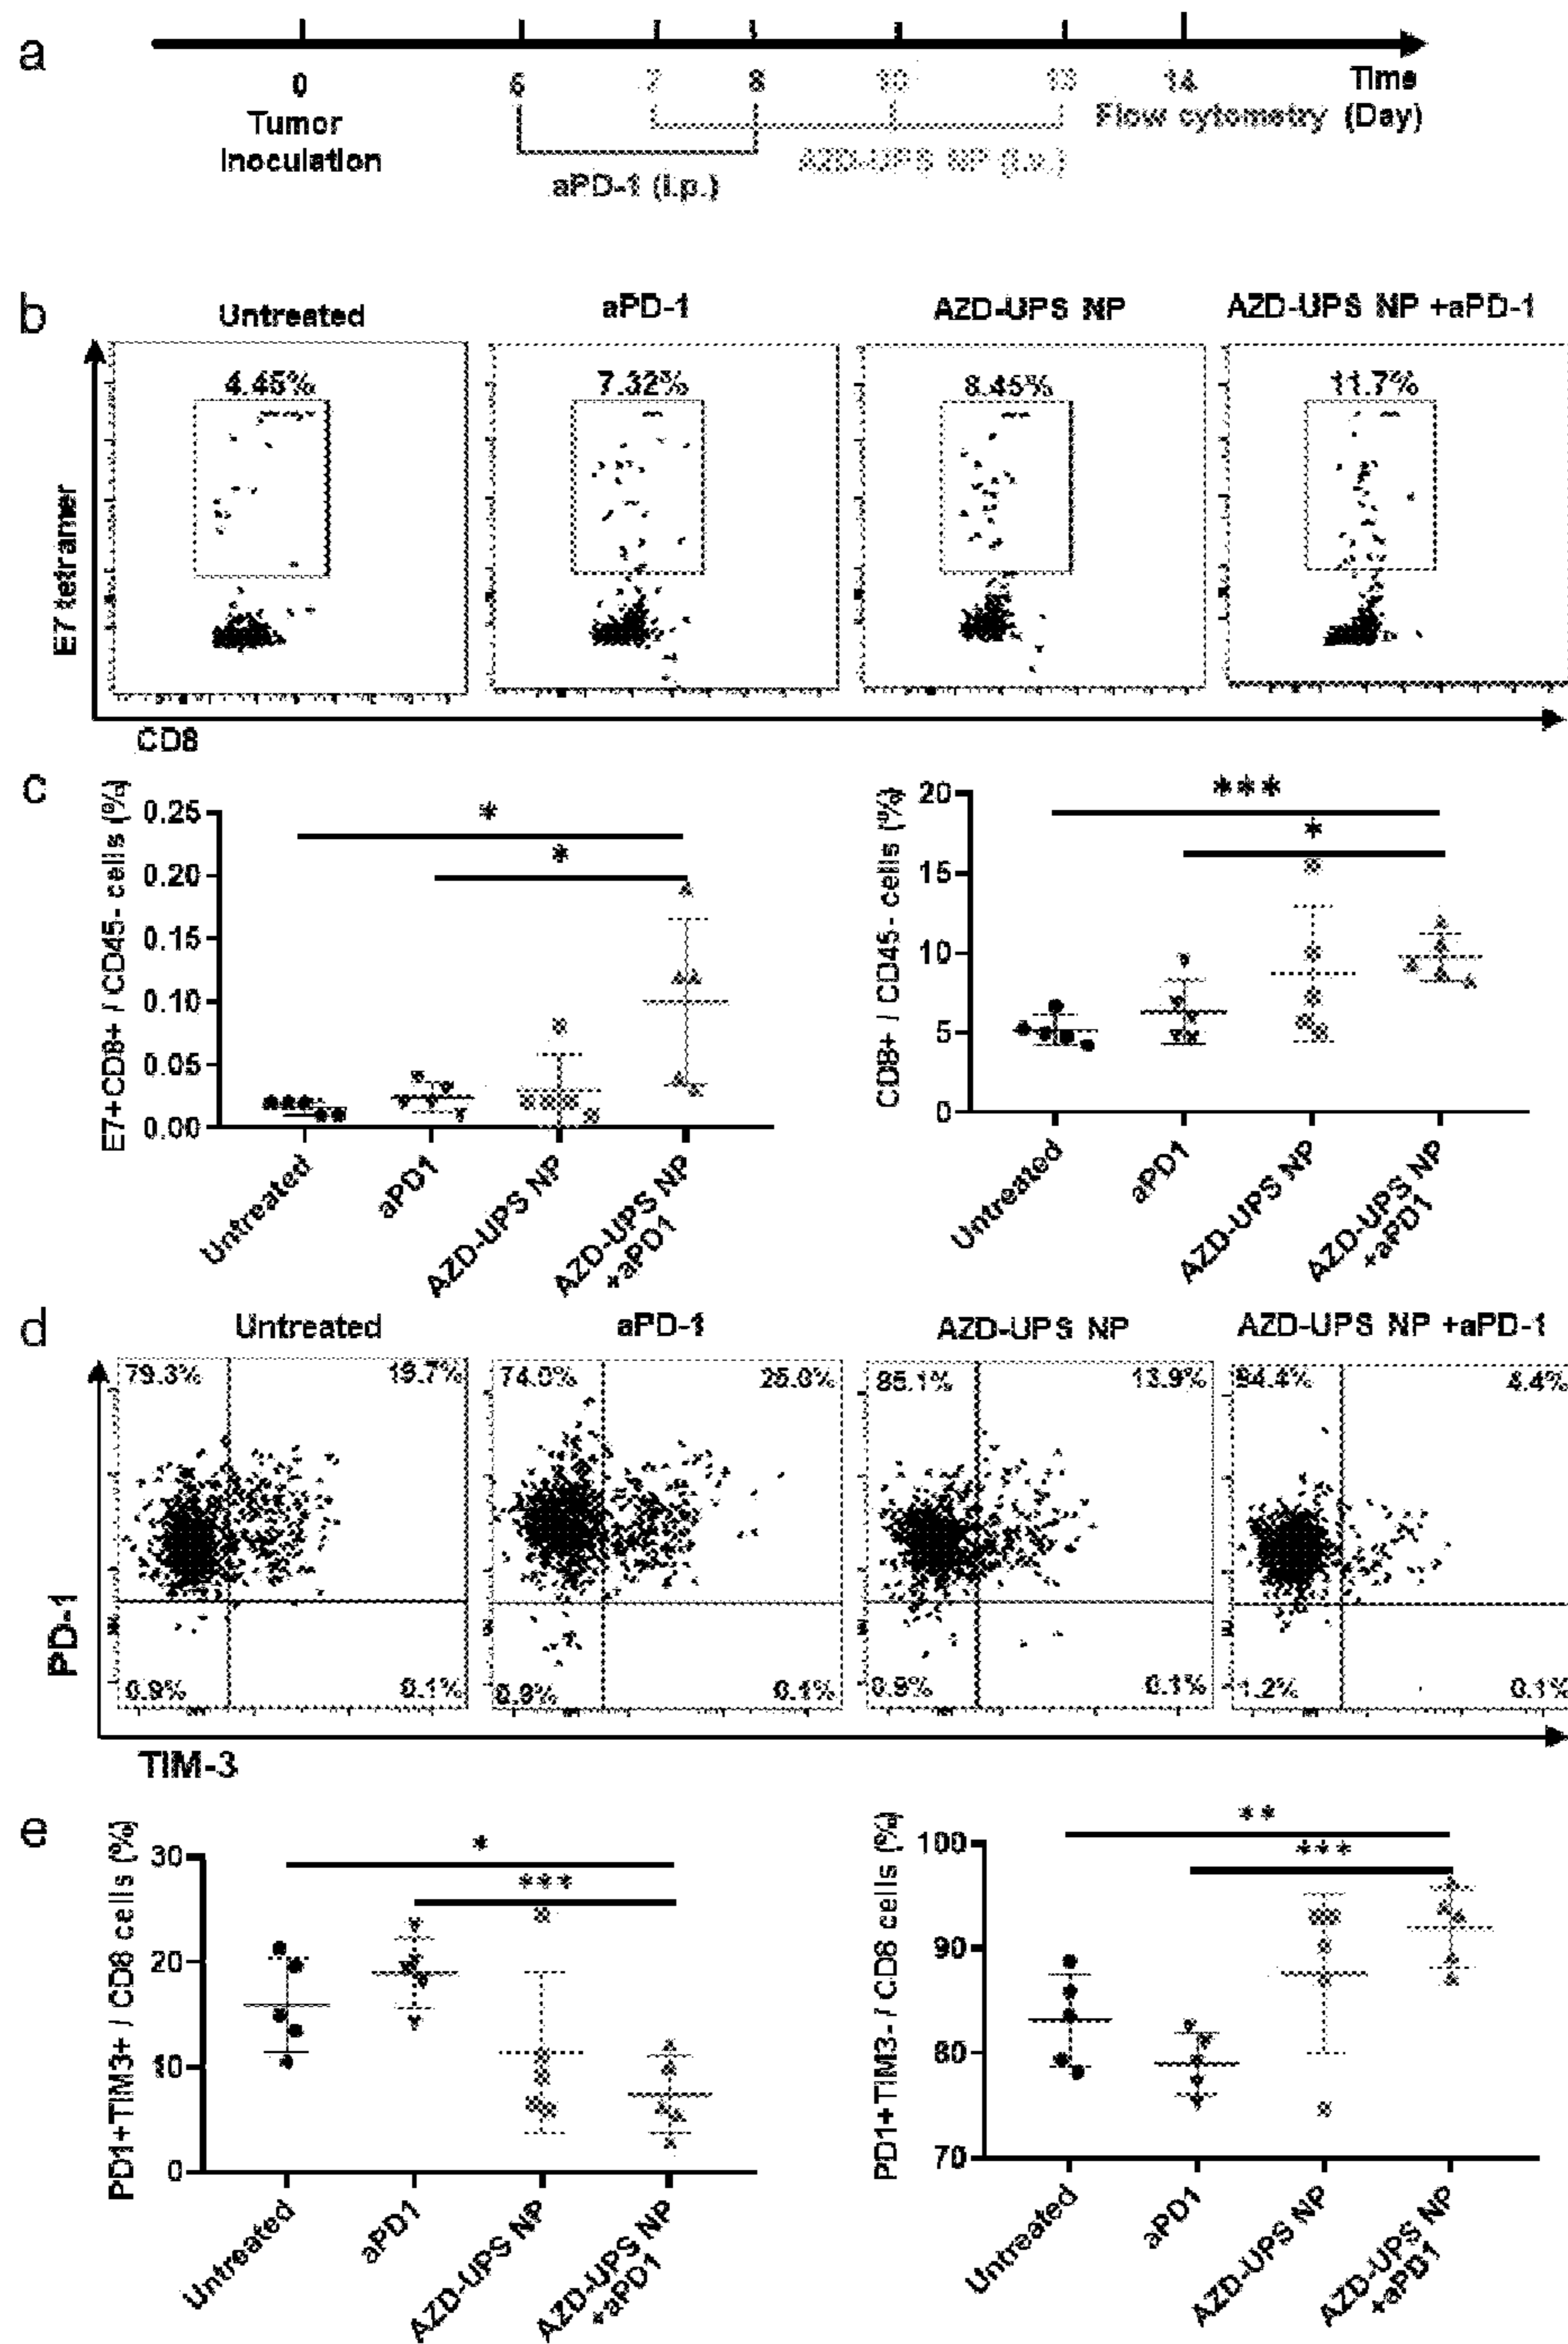 a
0 6 7 8 10 13 14 Time
Tumor Flow cytometry (Day)
Inoculation AZD-UPS NP (i.v.)
aPD-1 (i.p.)
b
Untreated aPD-1 AZD-UPS NP AZD-UPS NP +aPD-1
4.45% 7.32% 8.45% 11.7%
E7 tetramer
CD8
c
E7+CD8+ / CD45- cells (%)
0.25
0.20
0.15
0.10
0.05
0.00
*
*
Untreated
aPD1
AZD-UPS NP
AZD-UPS NP
+aPD1
CD8+ / CD45- cells (%)
20
15
10
5
0
***
*
Untreated
aPD1
AZD-UPS NP
AZD-UPS NP
+aPD1
d
Untreated aPD-1 AZD-UPS NP AZD-UPS NP +aPD-1
79.3% 19.7% 74.0% 25.0% 85.1% 13.9% 94.4% 4.4%
0.9% 0.1% 0.9% 0.1% 0.9% 0.1% 1.2% 0.1%
PD-1
TIM-3
e
PD1+TIM3+ / CD8 cells (%)
30
20
10
0
*
***
Untreated
aPD1
AZD-UPS NP
AZD-UPS NP
+aPD1
PD1+TIM3- / CD8 cells (%)
100
90
80
70
**
***
Untreated
aPD1
AZD-UPS NP
AZD-UPS NP
+aPD1